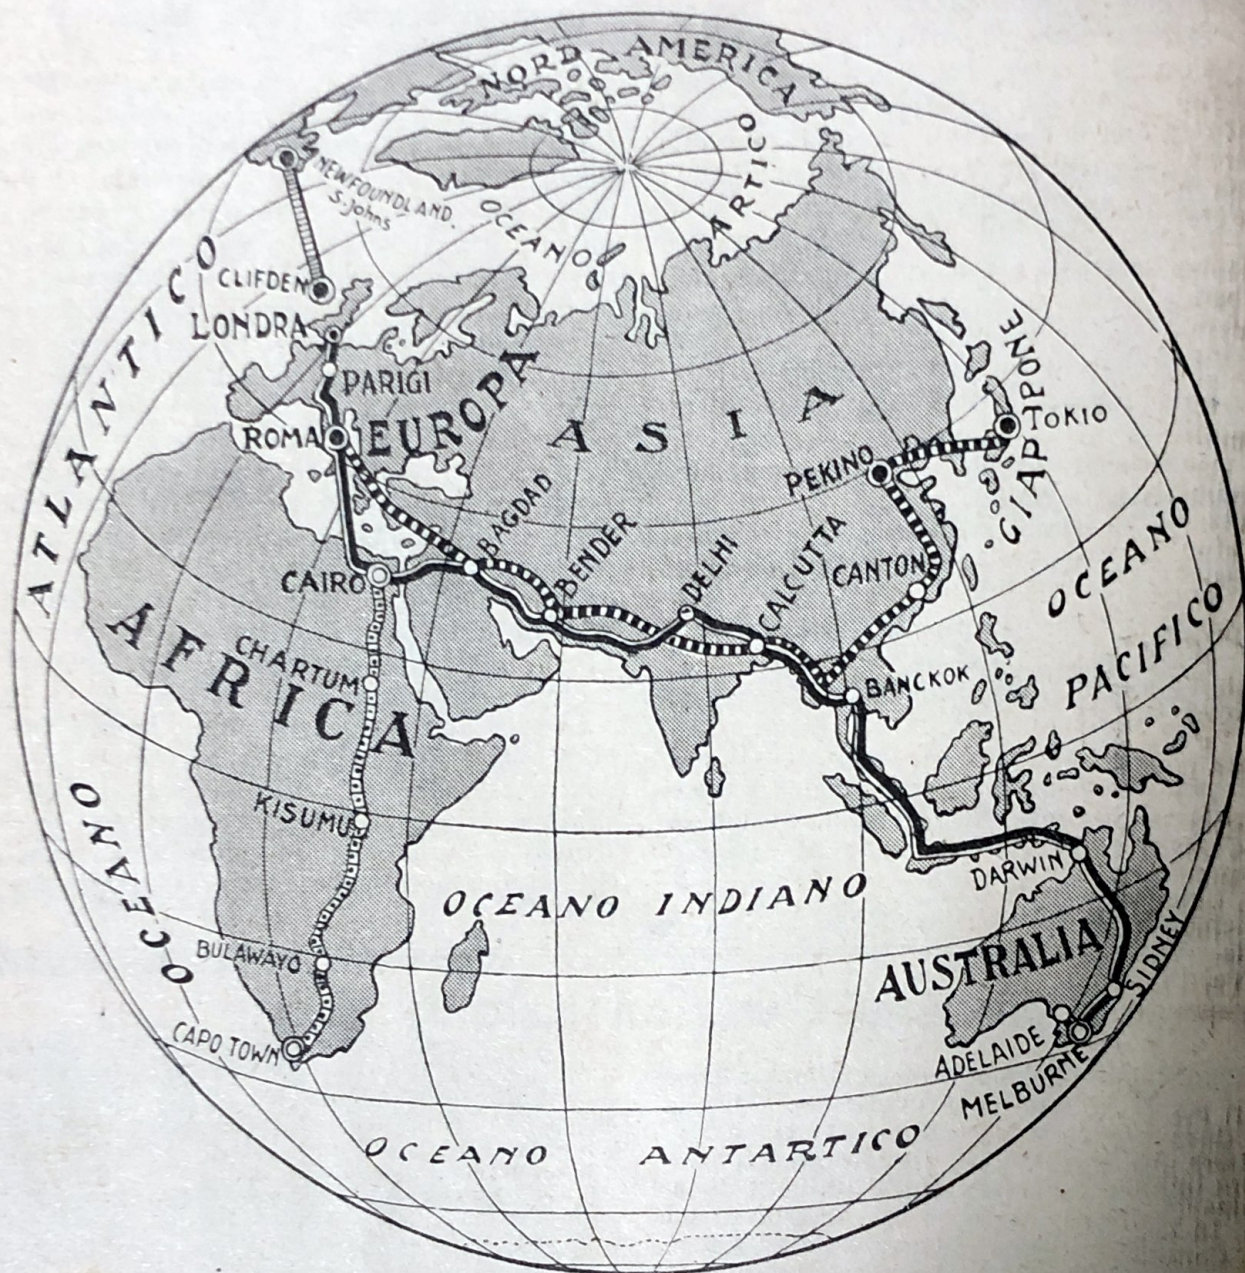 NORD AMERICA
NEWFOUNDLAND.
S. Johns
OCEANO ARTICO
CLIFDEN
LONDRA
PARIGI
ROMA
EUROPA
ASIA
GIAPPONE
TOKIO
PEKINO
BAGDAD
BENDER
DELHI
CALCUTTA
CANTON
BANCKOK
CAIRO
CHARTUM
AFRICA
KISUMU
BULAWAYO
CAPO TOWN
OCEANO ATLANTICO
OCEANO PACIFICO
OCEANO INDIANO
DARWIN
AUSTRALIA
SIDNEY
ADELAIDE
MELBURNE
OCEANO ANTARTICO